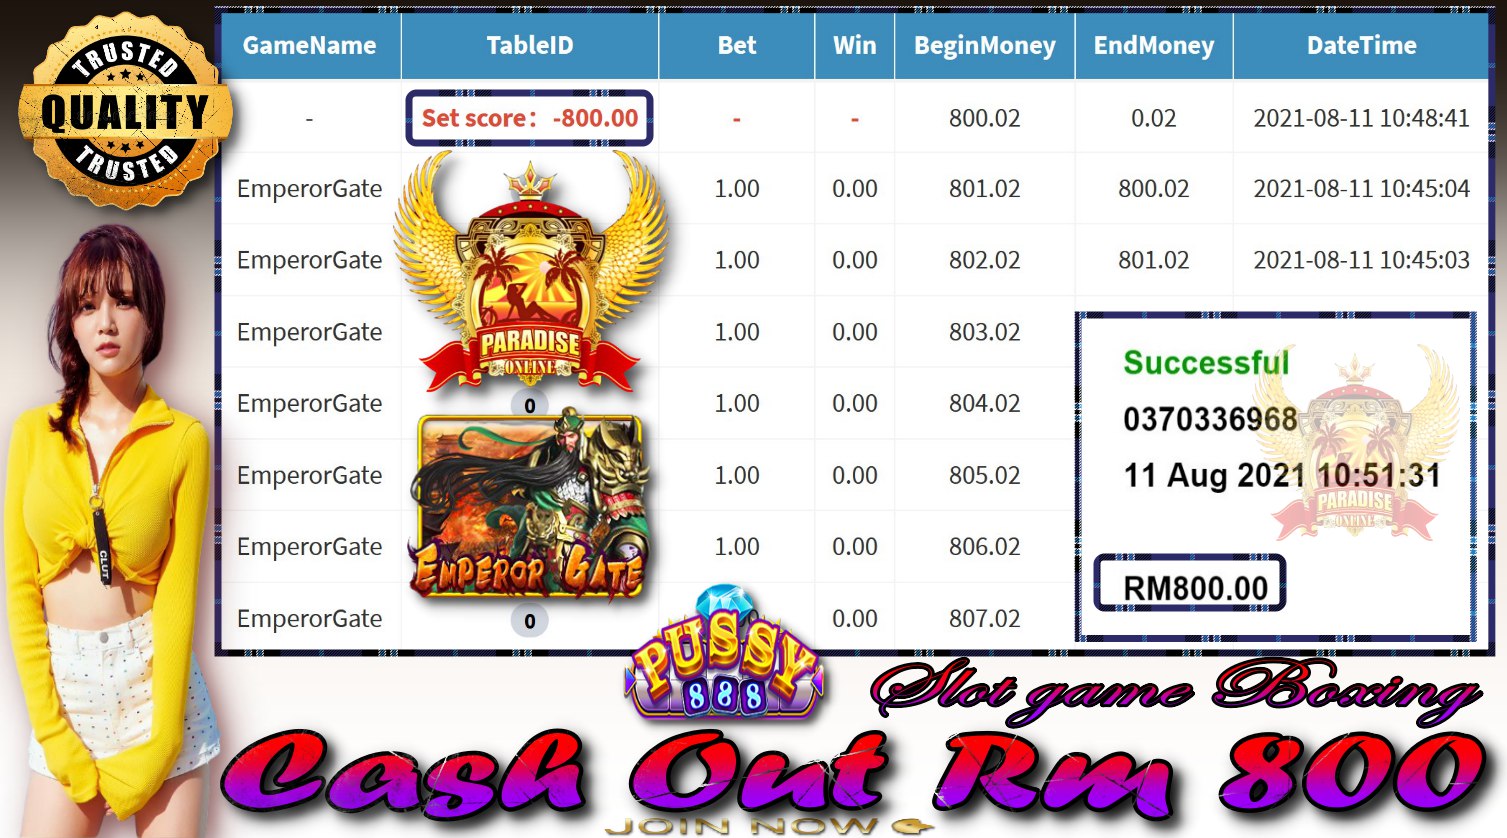 TRUSTED
QUALITY
TRUSTED
GameName TableID Bet Win BeginMoney EndMoney DateTime
- Set score: -800.00 - - 800.02 0.02 2021-08-11 10:48:41
EmperorGate 1.00 0.00 801.02 800.02 2021-08-11 10:45:04
EmperorGate 1.00 0.00 802.02 801.02 2021-08-11 10:45:03
EmperorGate 1.00 0.00 803.02
EmperorGate 0 1.00 0.00 804.02
EmperorGate 1.00 0.00 805.02
EmperorGate 1.00 0.00 806.02
EmperorGate 0 0.00 807.02
PARADISE
ONLINE
EMPEROR GATE
Successful
0370336968
11 Aug 2021 10:51:31
RM800.00
PARADISE
ONLINE
CLUT
PUSSY
888
Slot game Boxing
Cash Out Rm 800
JOIN NOW